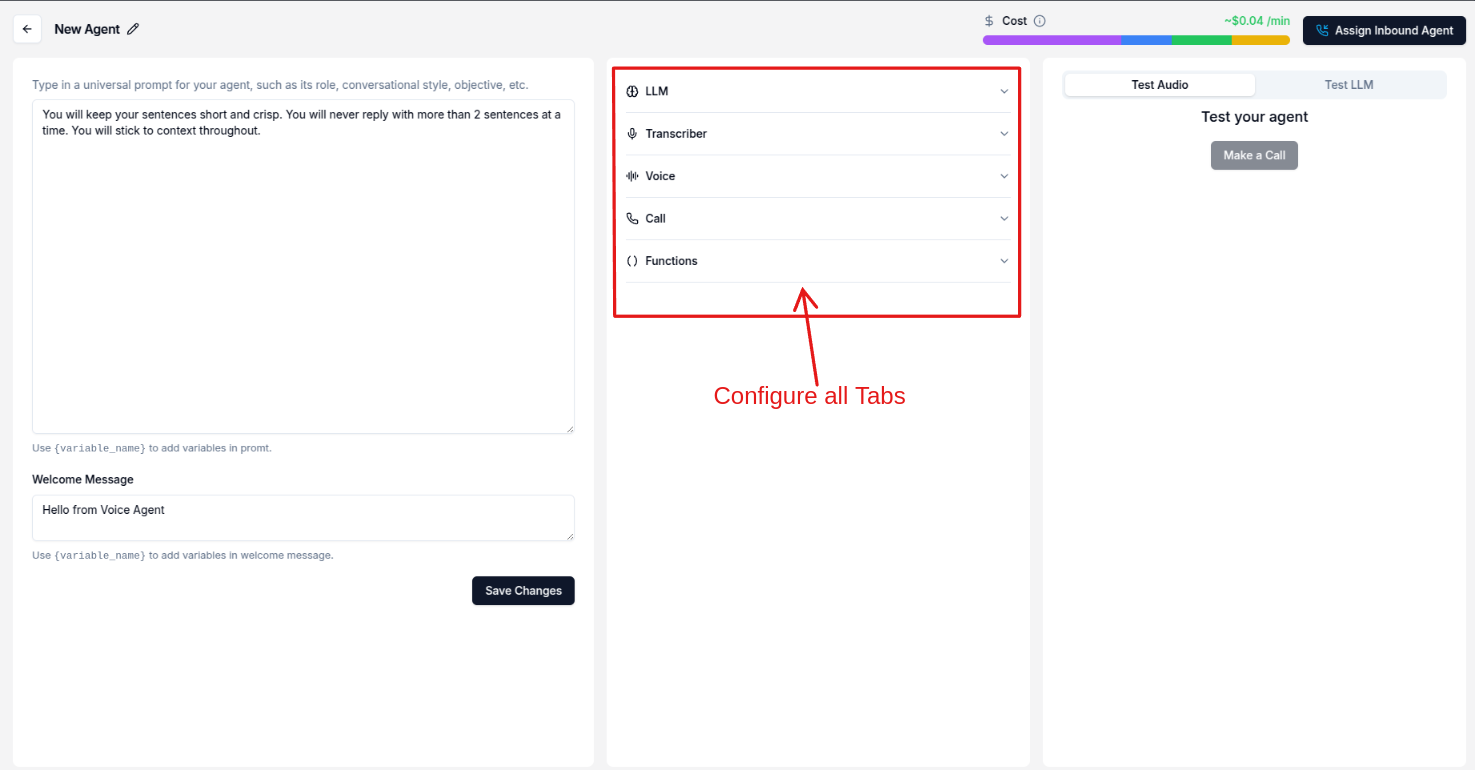 New Agent
$ Cost
~$0.04 /min
Assign Inbound Agent
Type in a universal prompt for your agent, such as its role, conversational style, objective, etc.
You will keep your sentences short and crisp. You will never reply with more than 2 sentences at a
time. You will stick to context throughout.
Use {variable_name} to add variables in promt.
Welcome Message
Hello from Voice Agent
Use {variable_name} to add variables in welcome message.
Save Changes
LLM
Transcriber
Voice
Call
() Functions
Configure all Tabs
Test Audio
Test LLM
Test your agent
Make a Call